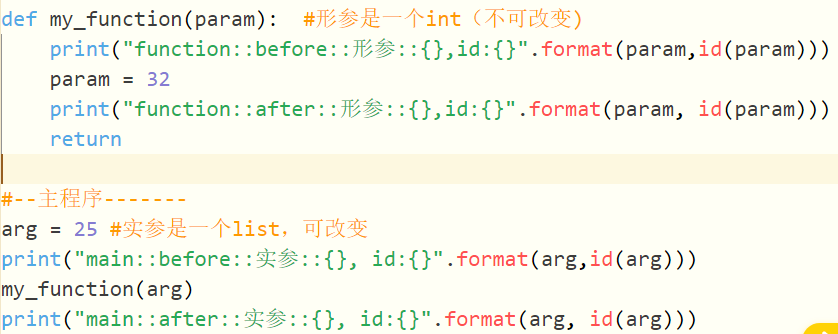 def my_function(param):  #形参是一个int（不可改变)
    print("function::before::形参::{},id:{}".format(param,id(param)))
    param = 32
    print("function::after::形参::{},id:{}".format(param, id(param)))
    return
#--主程序-------
arg = 25 #实参是一个list，可改变
print("main::before::实参::{}, id:{}".format(arg,id(arg)))
my_function(arg)
print("main::after::实参::{}, id:{}".format(arg, id(arg)))